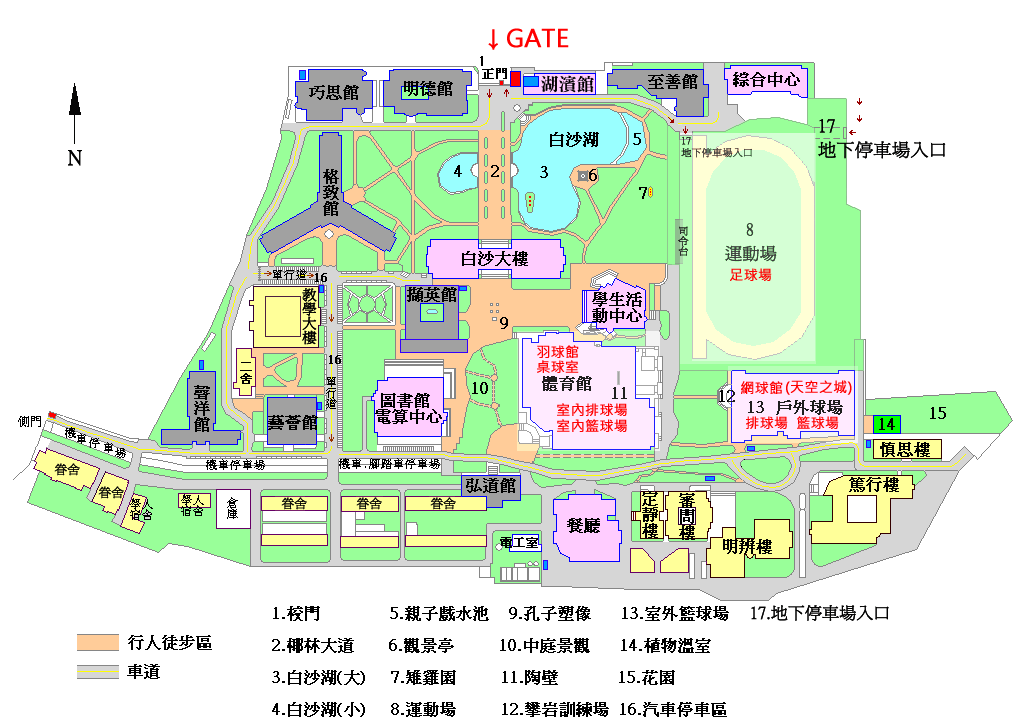 ↓GATE
1
正門
巧思館
明德館
湖濱館
至善館
綜合中心
17
地下停車場入口
17
地下停車場入口
白沙湖
5
N
格致館
4
2
3
6
7
8
運動場
足球場
司令台
白沙大樓
單行道
16
擷英館
學生活
動中心
教學大樓
9
羽球館
桌球室
體育館
11
室內排球場
室內籃球場
16
單行道
二舍
10
聲洋館
藝薈館
圖書館
電算中心
12
網球館(天空之城)
13 戶外球場
排球場 籃球場
14
15
慎思樓
側門
機車停車場
機車停車場
機車、腳踏車停車場
弘道館
眷舍
眷舍
學人
宿舍
學人
宿舍
倉庫
眷舍
眷舍
眷舍
電工室
餐廳
定靜樓
審問樓
明辨樓
篤行樓
行人徒步區
車道
1.校門 5.親子戲水池 9.孔子塑像 13.室外籃球場 17.地下停車場入口
2.椰林大道 6.觀景亭 10.中庭景觀 14.植物溫室
3.白沙湖(大) 7.雉雞園 11.陶壁 15.花園
4.白沙湖(小) 8.運動場 12.攀岩訓練場 16.汽車停車區